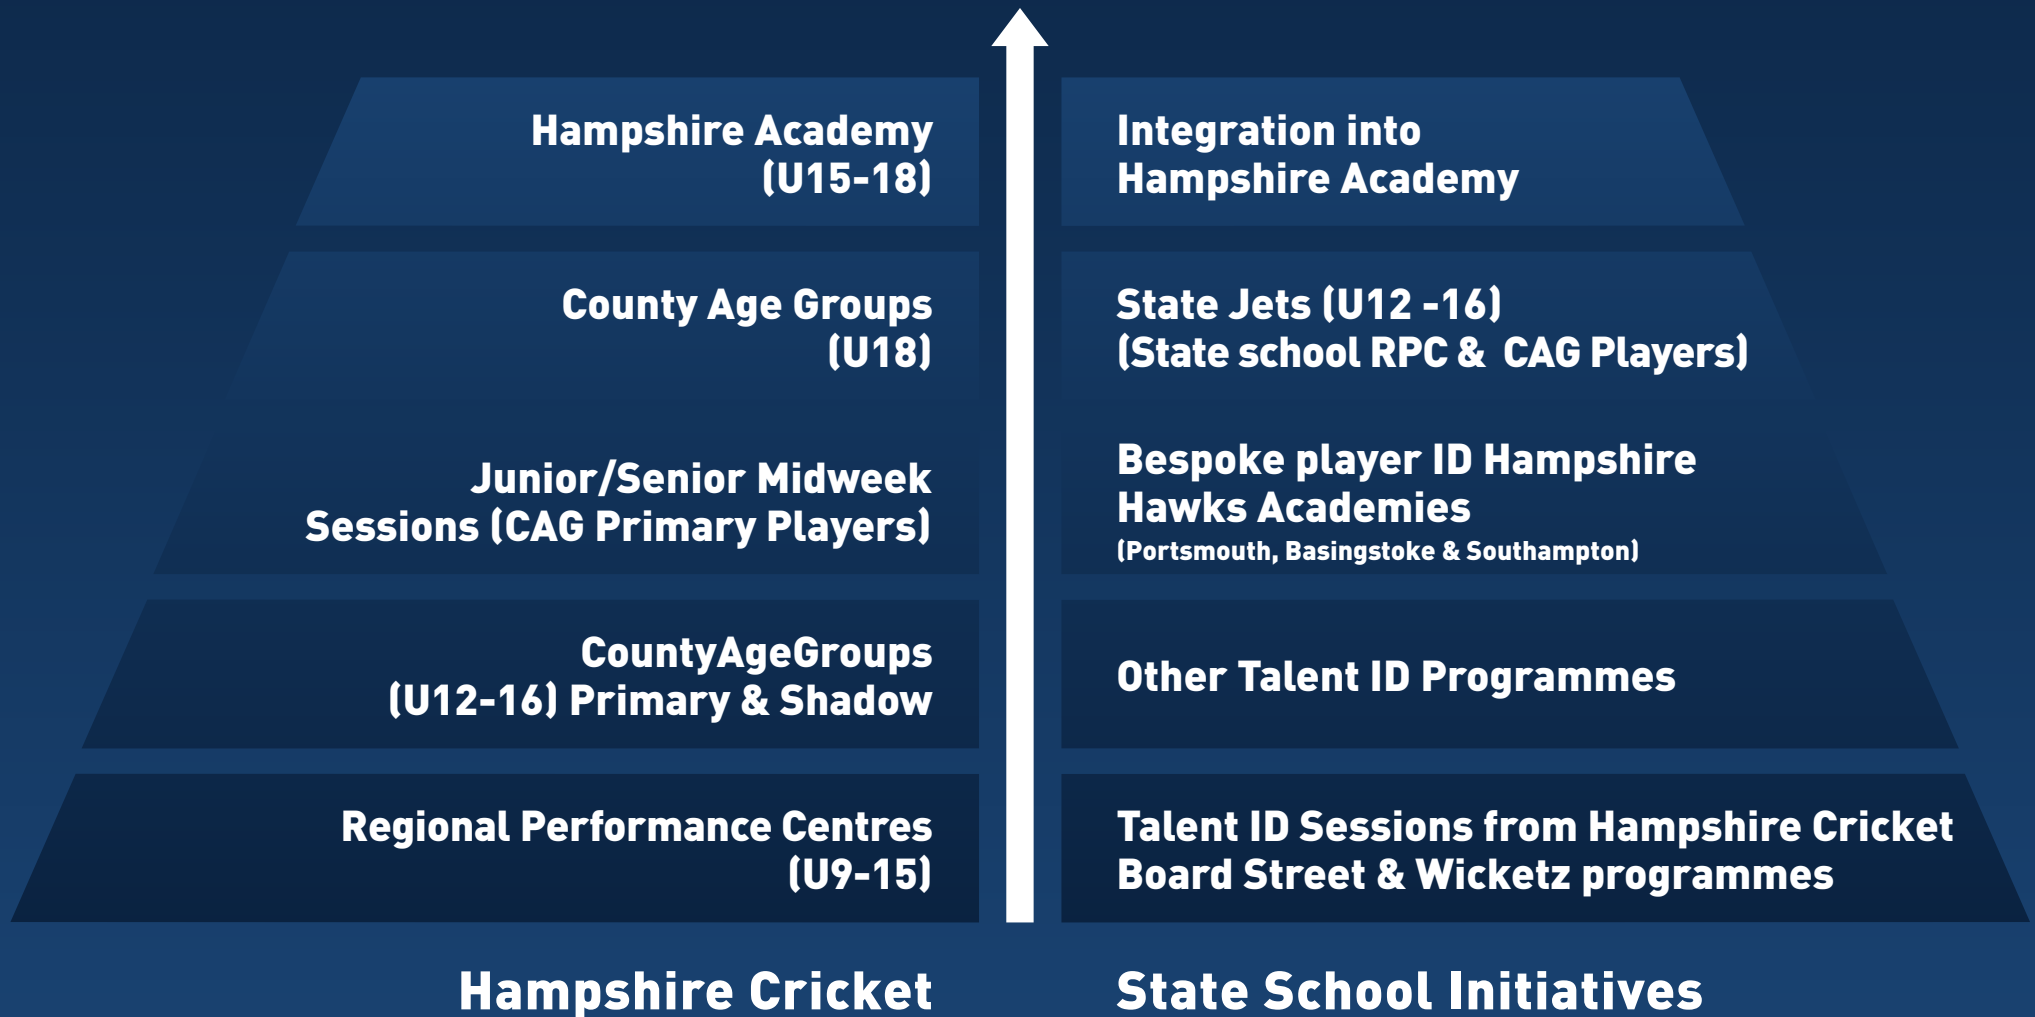 Hampshire Academy
(U15-18)
Integration into
Hampshire Academy
County Age Groups
(U18)
State Jets (U12 -16)
(State school RPC & CAG Players)
Junior/Senior Midweek
Sessions (CAG Primary Players)
Bespoke player ID Hampshire
Hawks Academies
(Portsmouth, Basingstoke & Southampton)
CountyAgeGroups
(U12-16) Primary & Shadow
Other Talent ID Programmes
Regional Performance Centres
(U9-15)
Talent ID Sessions from Hampshire Cricket
Board Street & Wicketz programmes
Hampshire Cricket
State School Initiatives